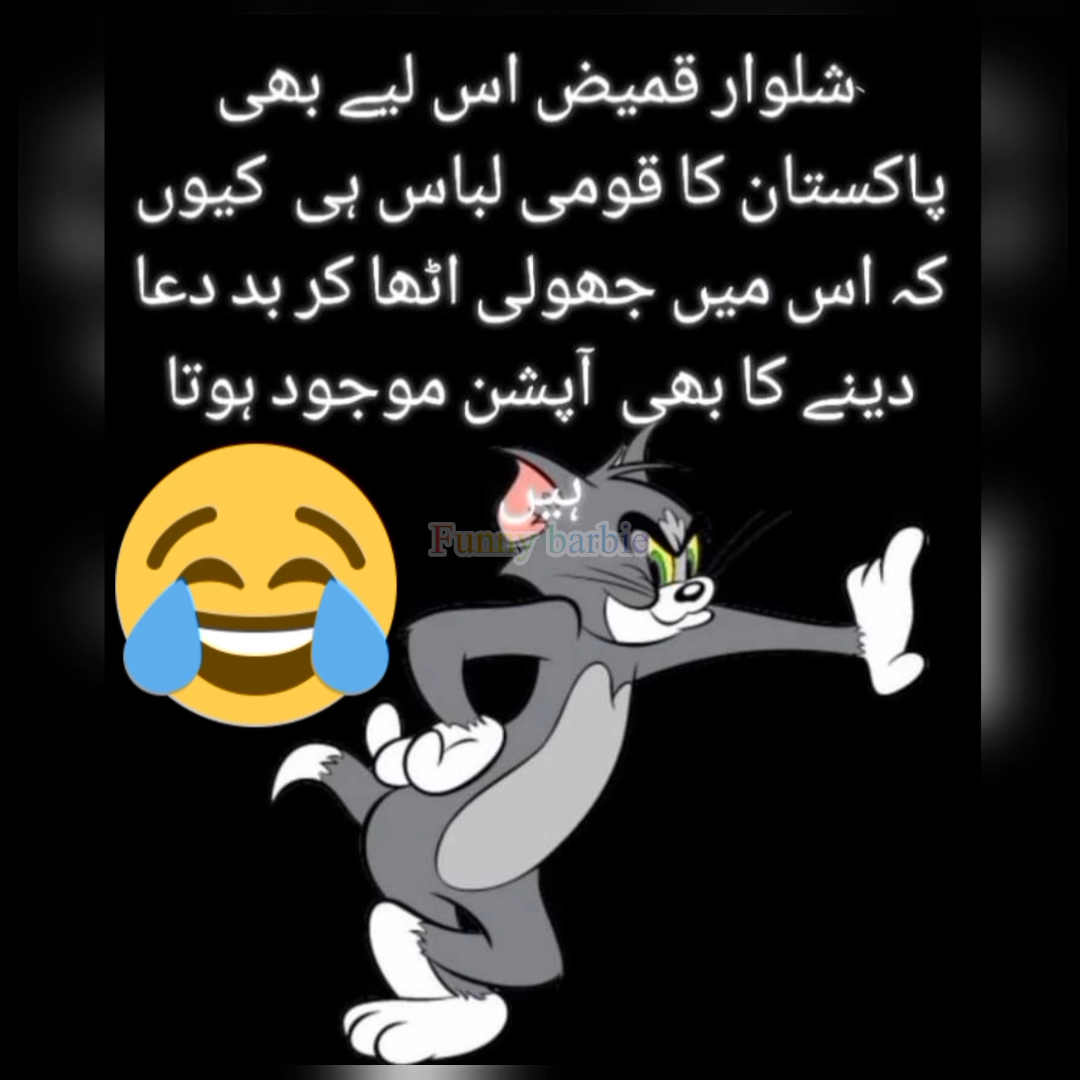 شلوار قمیض اس لیے بھی
پاکستان کا قومی لباس ہی کیوں
کہ اس میں جھولی اٹھا کر بد دعا
دینے کا بھی آپشن موجود ہوتا
ہیں
Funny barbie